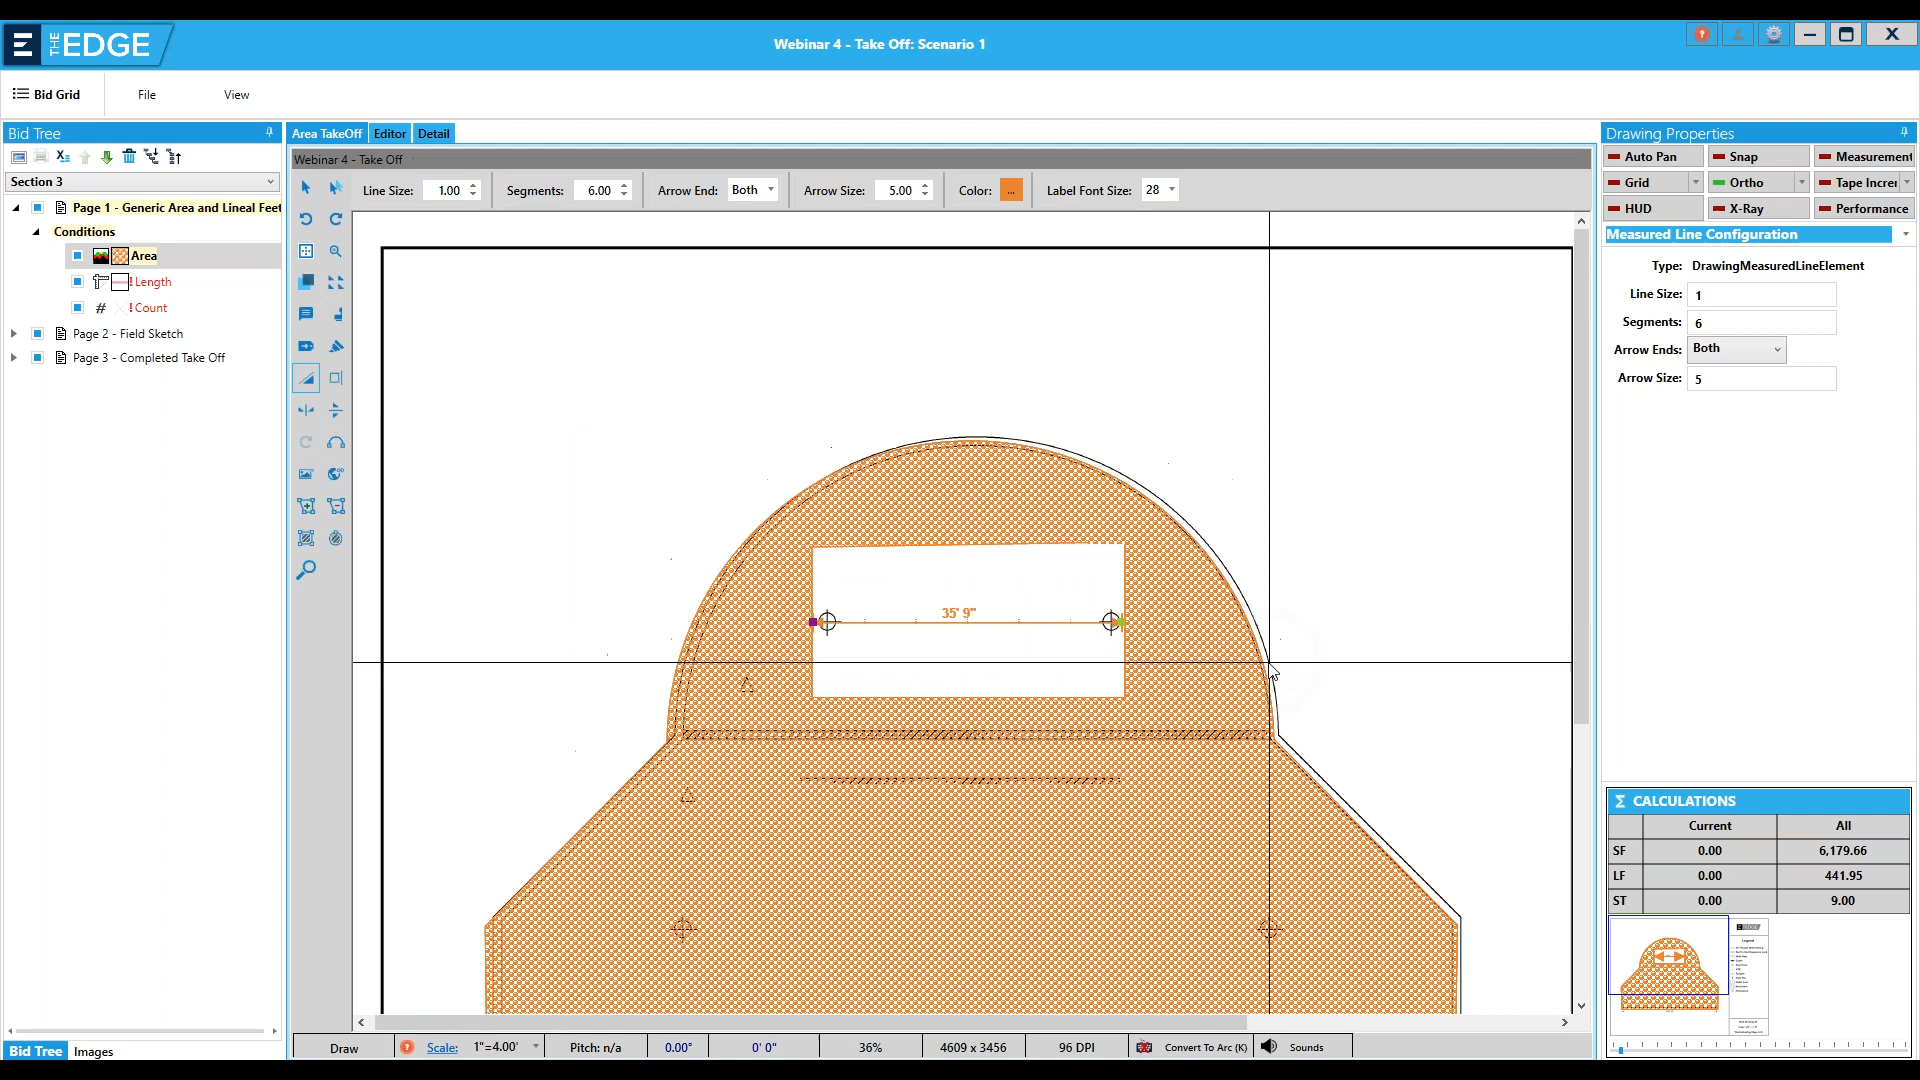 THE EDGE
Webinar 4 - Take Off: Scenario 1
Bid Grid
File
View
Bid Tree
Section 3
Page 1 - Generic Area and Lineal Feet
Conditions
Area
! Length
# ! Count
Page 2 - Field Sketch
Page 3 - Completed Take Off
Bid Tree
Images
Area TakeOff
Editor
Detail
Webinar 4 - Take Off
Line Size: 1.00
Segments: 6.00
Arrow End: Both
Arrow Size: 5.00
Color: ...
Label Font Size: 28
35' 9"
Draw
Scale: 1"=4.00'
Pitch: n/a
0.00°
0' 0"
36%
4609 x 3456
96 DPI
Convert To Arc (K)
Sounds
Drawing Properties
Auto Pan
Snap
Measurement
Grid
Ortho
Tape Increr
HUD
X-Ray
Performance
Measured Line Configuration
Type: DrawingMeasuredLineElement
Line Size: 1
Segments: 6
Arrow Ends: Both
Arrow Size: 5
Σ CALCULATIONS
Current All
SF 0.00 6,179.66
LF 0.00 441.95
ST 0.00 9.00
Legend